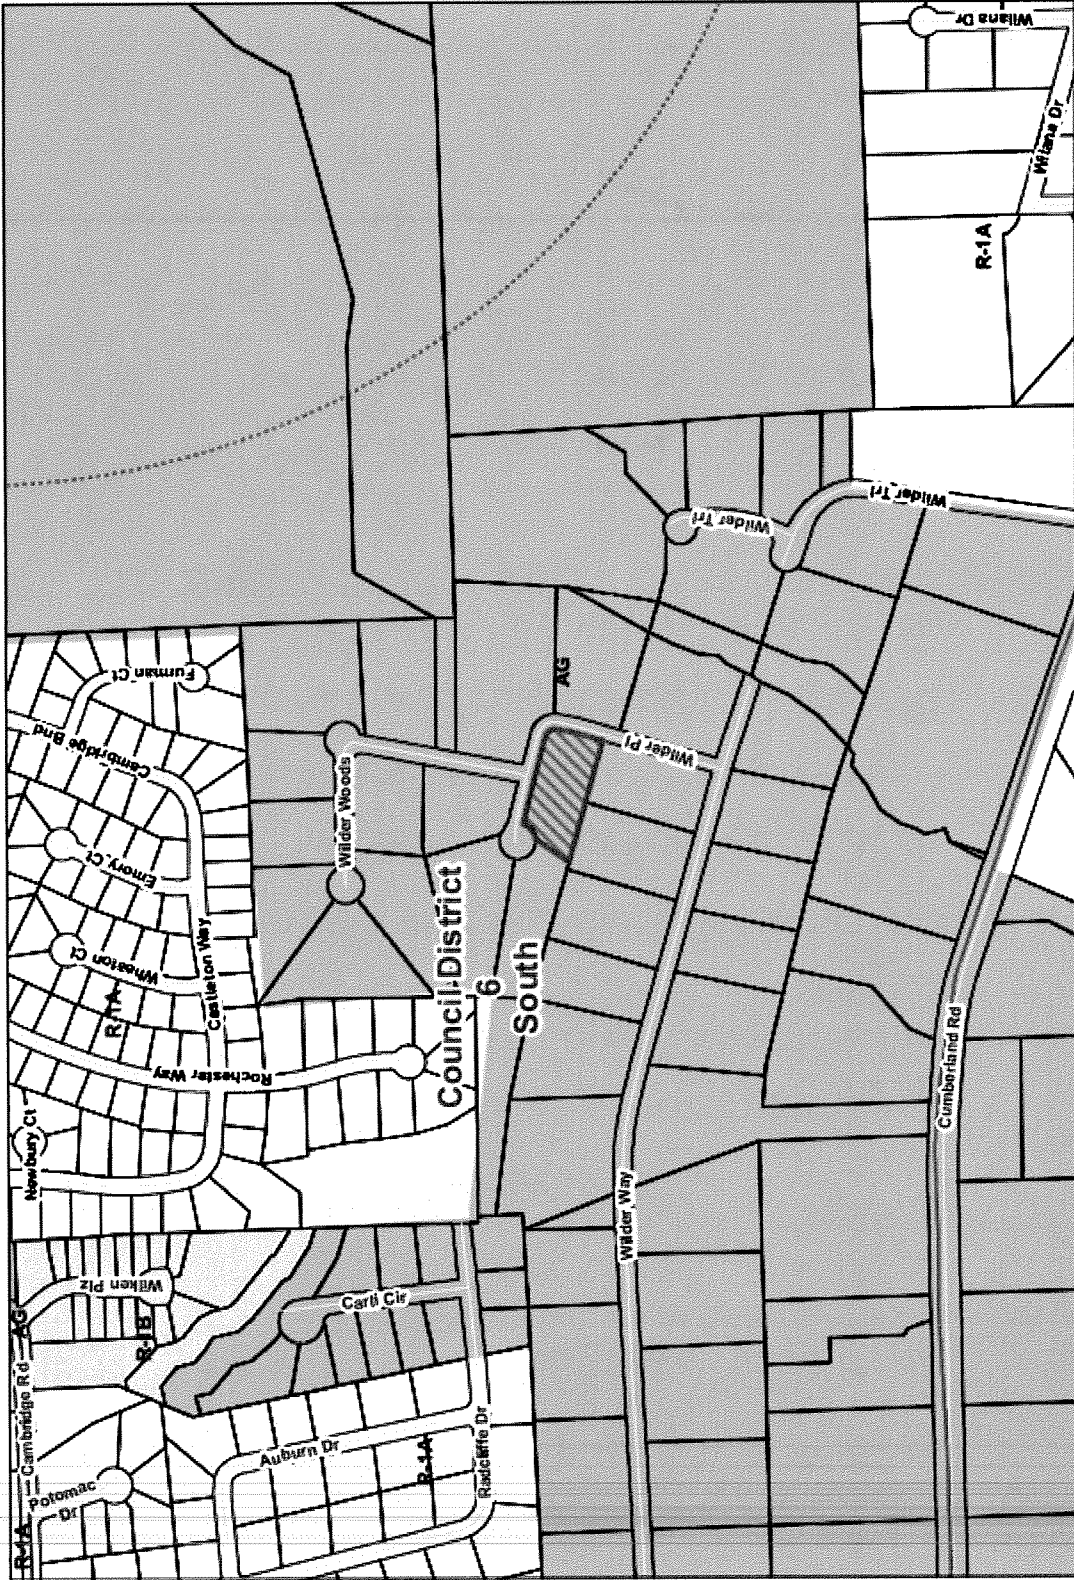 Wilana Dr
Wilana Dr
R-1A
Furman Ct
Cambridge Bnd
Emory Ct
Wheaton Ct
R-1A
Castleton Way
Rochester Way
Newbury Ct
Wilder Woods
AG
Wilder Pl
Wilder Trl
Wilder Trl
Council District
6
South
Cumberland Rd
Wilder Way
Wilken Plz
AG
R-1B
Cambridge Rd
Carli Cir
Auburn Dr
R-1A
Radcliffe Dr
Potomac
Dr
R-1A